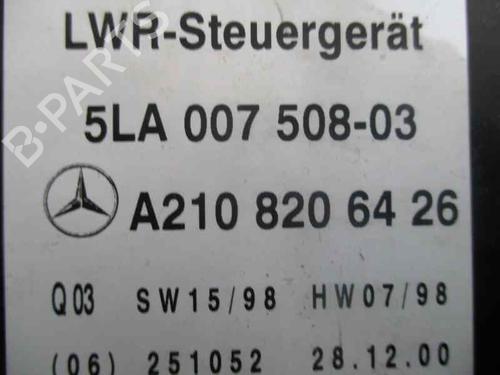 LWR-Steuergerät
5LA 007 508-03
A210 820 64 26
Q03 SW15/98 HW07/98
(06) 251052 28.12.00
B-PARTS